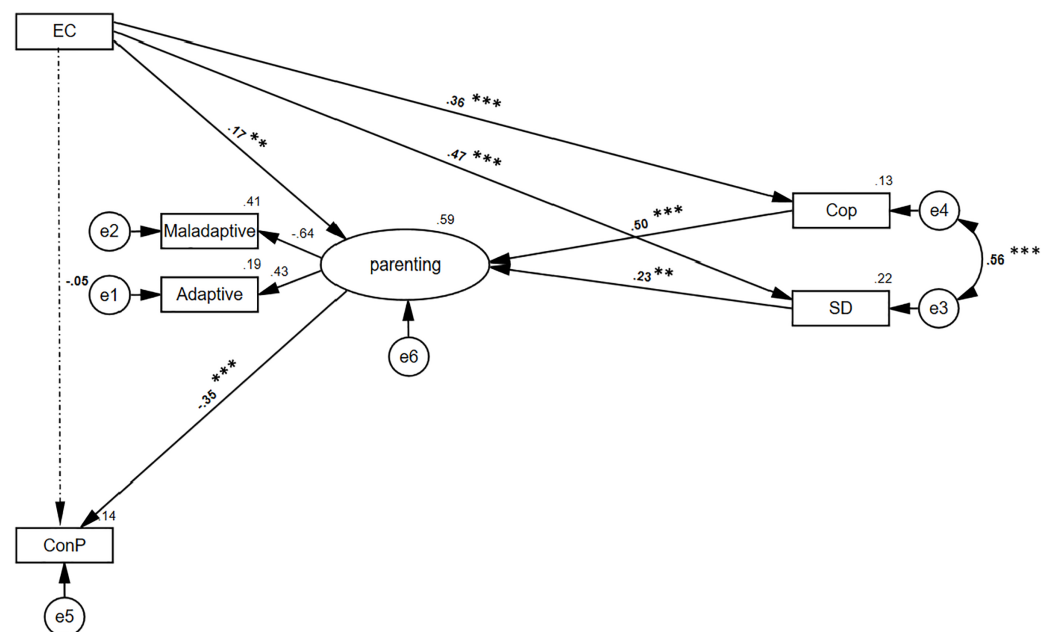 EC
.36 ***
.17 **
.47 ***
.13
.41
Cop
e4
e2
Maladaptive
-.64
.59
.50 ***
parenting
.56 ***
-.05
.19
.43
.23 **
.22
e1
Adaptive
SD
e3
e6
-.35 ***
.14
ConP
e5